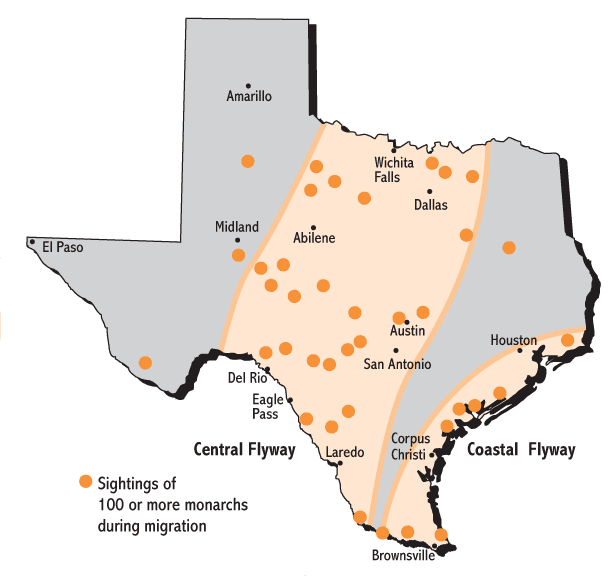 Amarillo
Wichita
Falls
Dallas
Midland
Abilene
El Paso
Austin
Houston
San Antonio
Del Rio
Eagle
Pass
Corpus
Christi
Central Flyway
Laredo
Coastal Flyway
Sightings of
100 or more monarchs
during migration
Brownsville